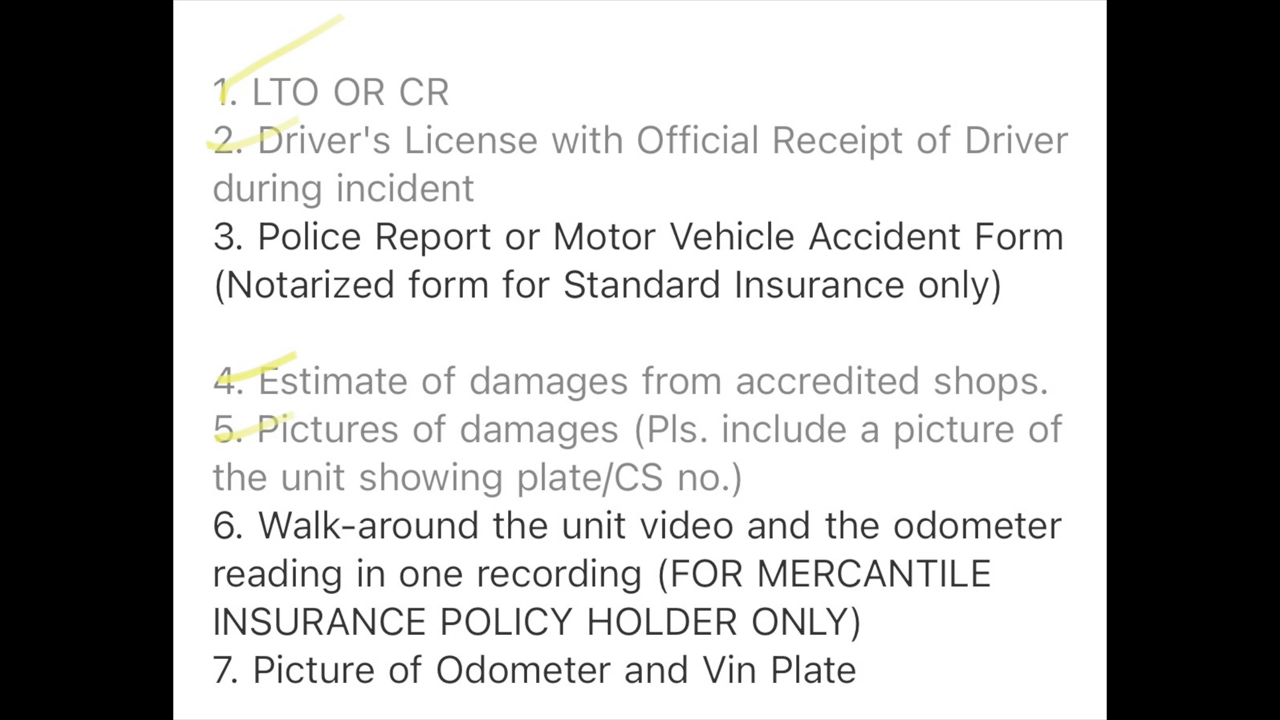 1. LTO OR CR
2. Driver's License with Official Receipt of Driver
during incident
3. Police Report or Motor Vehicle Accident Form
(Notarized form for Standard Insurance only)
4. Estimate of damages from accredited shops.
5. Pictures of damages (Pls. include a picture of
the unit showing plate/CS no.)
6. Walk-around the unit video and the odometer
reading in one recording (FOR MERCANTILE
INSURANCE POLICY HOLDER ONLY)
7. Picture of Odometer and Vin Plate